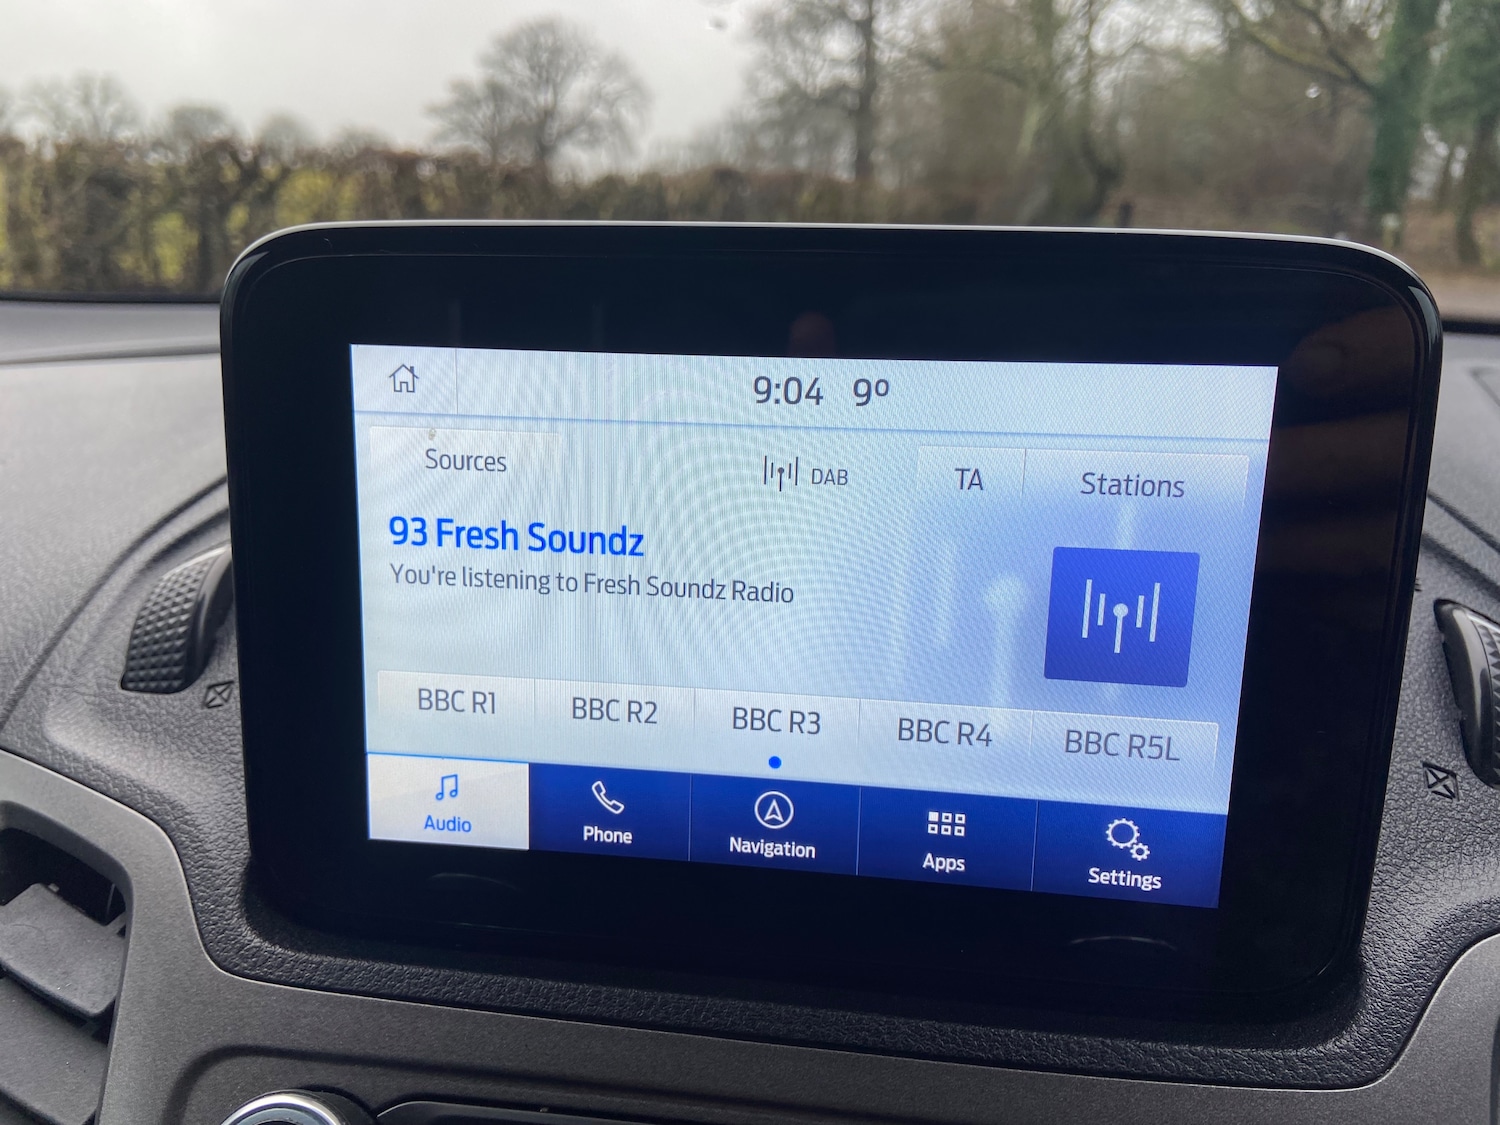 9:04 9º
Sources DAB TA Stations
93 Fresh Soundz
You're listening to Fresh Soundz Radio
BBC R1 BBC R2 BBC R3 BBC R4 BBC R5L
Audio Phone Navigation Apps Settings